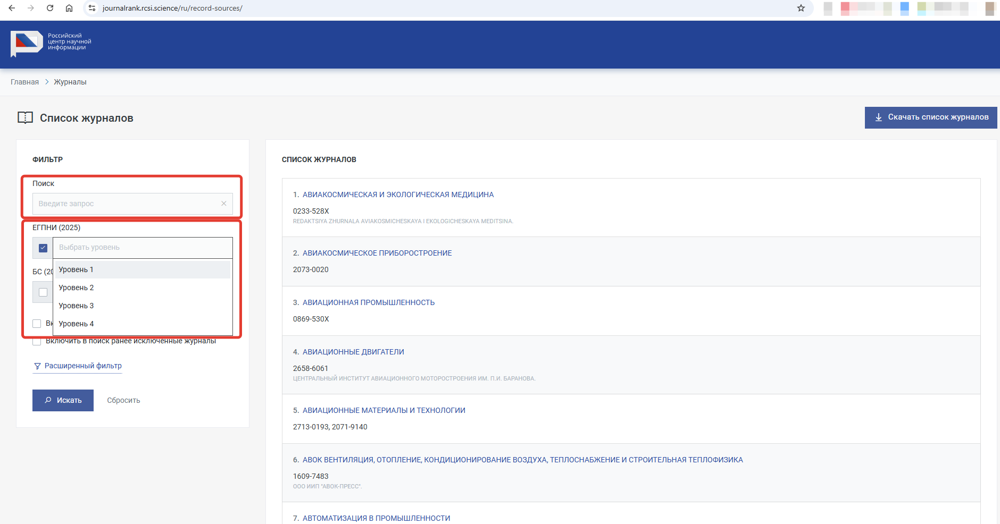 journalrank.rcsi.science/ru/record-sources/
Российский
центр научной
информации
Главная > Журналы
Список журналов
Скачать список журналов
ФИЛЬТР
Поиск
Введите запрос
ЕГПНИ (2025)
Выбрать уровень
Уровень 1
БС (20
Уровень 2
Уровень 3
Вк
Уровень 4
Включить в поиск ранее исключенные журналы
Расширенный фильтр
Искать
Сбросить
СПИСОК ЖУРНАЛОВ
1. АВИАКОСМИЧЕСКАЯ И ЭКОЛОГИЧЕСКАЯ МЕДИЦИНА
0233-528X
REDAKTSIYA ZHURNALA AVIAKOSMICHESKAYA I EKOLOGICHESKAYA MEDITSINA.
2. АВИАКОСМИЧЕСКОЕ ПРИБОРОСТРОЕНИЕ
2073-0020
3. АВИАЦИОННАЯ ПРОМЫШЛЕННОСТЬ
0869-530X
4. АВИАЦИОННЫЕ ДВИГАТЕЛИ
2658-6061
ЦЕНТРАЛЬНЫЙ ИНСТИТУТ АВИАЦИОННОГО МОТОРОСТРОЕНИЯ ИМ. П.И. БАРАНОВА.
5. АВИАЦИОННЫЕ МАТЕРИАЛЫ И ТЕХНОЛОГИИ
2713-0193, 2071-9140
6. АВОК ВЕНТИЛЯЦИЯ, ОТОПЛЕНИЕ, КОНДИЦИОНИРОВАНИЕ ВОЗДУХА, ТЕПЛОСНАБЖЕНИЕ И СТРОИТЕЛЬНАЯ ТЕПЛОФИЗИКА
1609-7483
ООО ИИП "АВОК-ПРЕСС".
7. АВТОМАТИЗАЦИЯ В ПРОМЫШЛЕННОСТИ